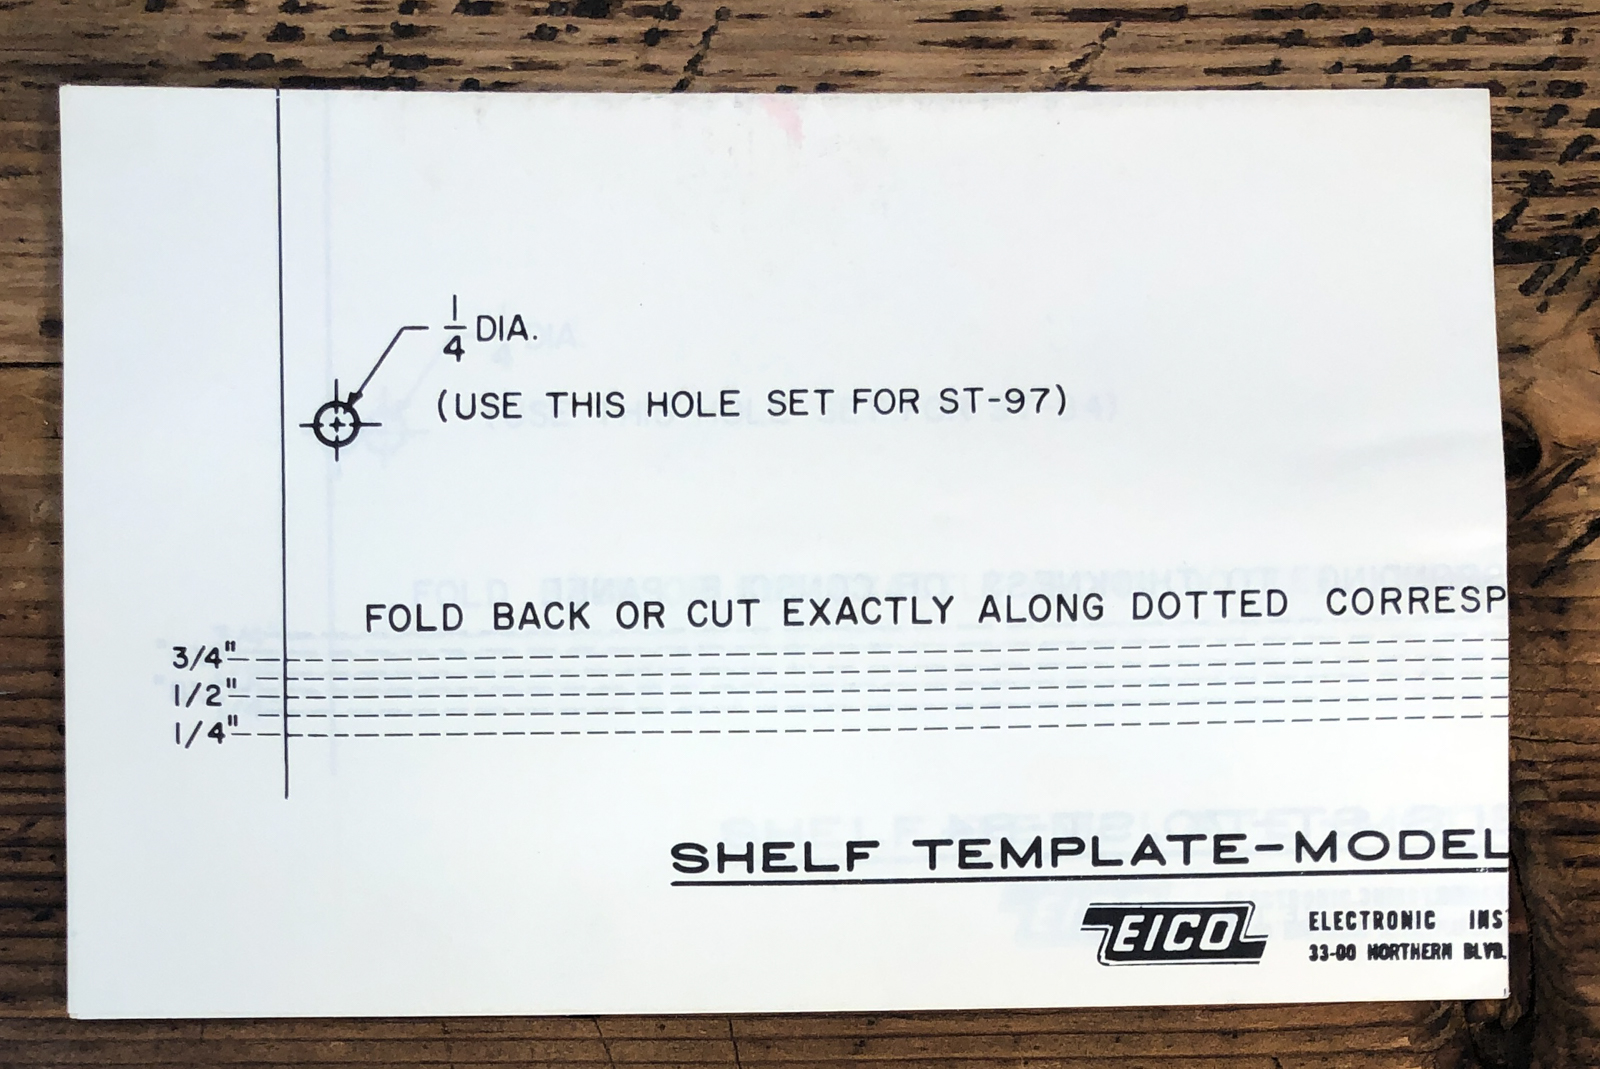 1/4 DIA.
(USE THIS HOLE SET FOR ST-97)
FOLD BACK OR CUT EXACTLY ALONG DOTTED CORRESP
3/4"
1/2"
1/4"
SHELF TEMPLATE-MODEL
EICO
ELECTRONIC INS
33-00 NORTHERN BLVD.